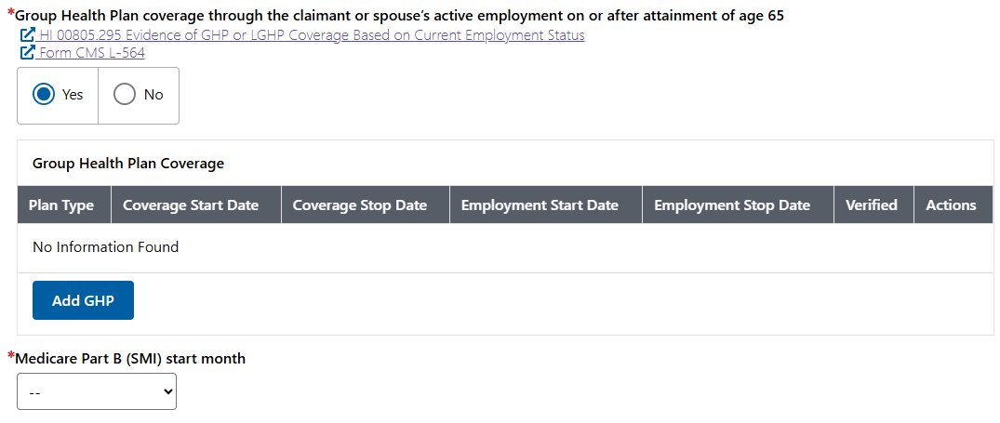 *Group Health Plan coverage through the claimant or spouse’s active employment on or after attainment of age 65
HI 00805.295 Evidence of GHP or LGHP Coverage Based on Current Employment Status
Form CMS L-564
Yes No
Group Health Plan Coverage
Plan Type Coverage Start Date Coverage Stop Date Employment Start Date Employment Stop Date Verified Actions
No Information Found
Add GHP
*Medicare Part B (SMI) start month
--